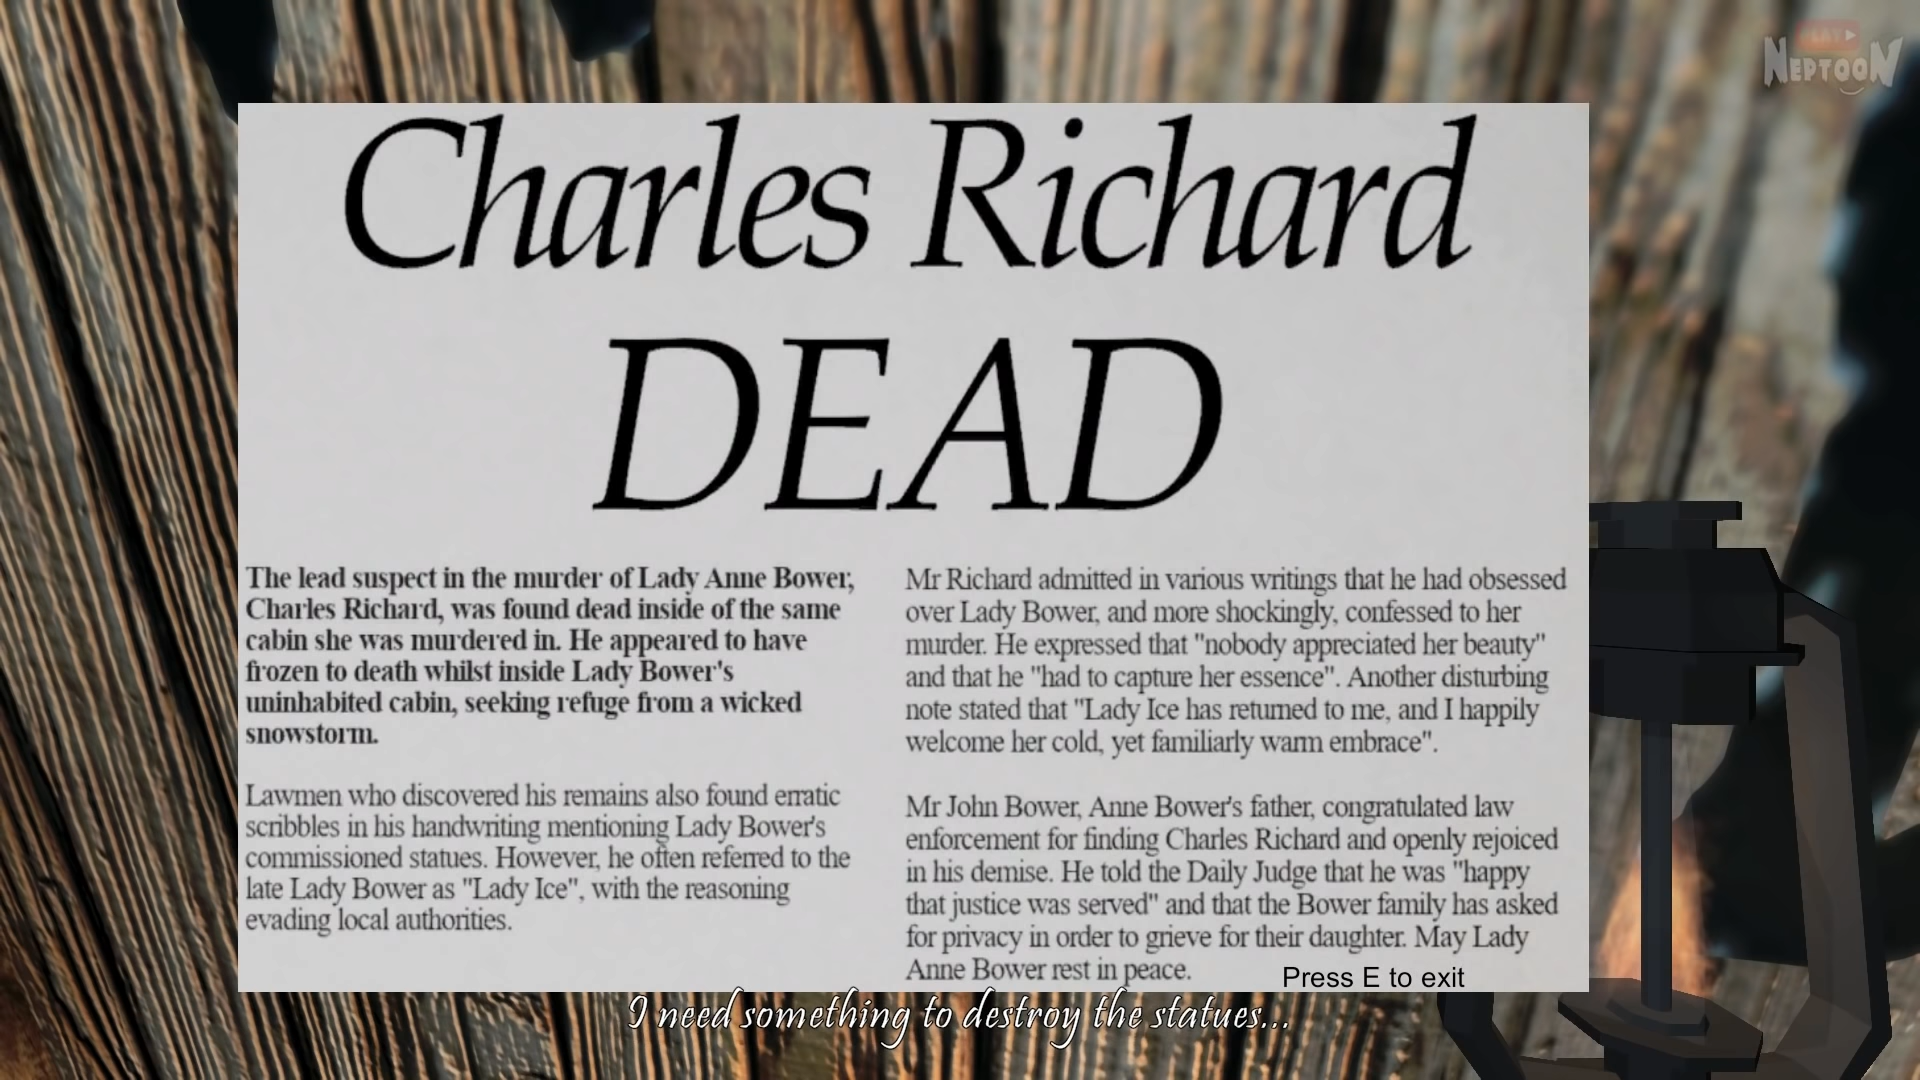 PLAY
NEPTOON
Charles Richard
DEAD
The lead suspect in the murder of Lady Anne Bower,
Charles Richard, was found dead inside of the same
cabin she was murdered in. He appeared to have
frozen to death whilst inside Lady Bower's
uninhabited cabin, seeking refuge from a wicked
snowstorm.
Lawmen who discovered his remains also found erratic
scribbles in his handwriting mentioning Lady Bower's
commissioned statues. However, he often referred to the
late Lady Bower as "Lady Ice", with the reasoning
evading local authorities.
Mr Richard admitted in various writings that he had obsessed
over Lady Bower, and more shockingly, confessed to her
murder. He expressed that "nobody appreciated her beauty"
and that he "had to capture her essence". Another disturbing
note stated that "Lady Ice has returned to me, and I happily
welcome her cold, yet familiarly warm embrace".
Mr John Bower, Anne Bower's father, congratulated law
enforcement for finding Charles Richard and openly rejoiced
in his demise. He told the Daily Judge that he was "happy
that justice was served" and that the Bower family has asked
for privacy in order to grieve for their daughter. May Lady
Anne Bower rest in peace.
Press E to exit
I need something to destroy the statues...